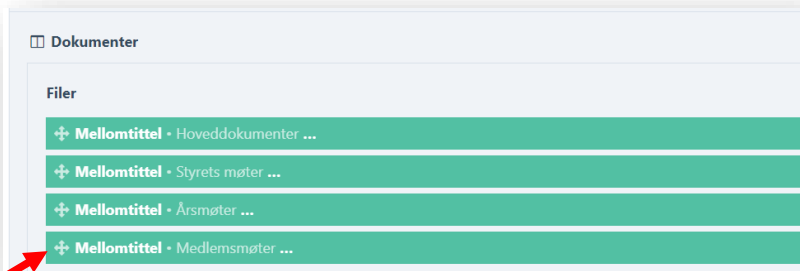 Dokumenter
Filer
Mellomtittel • Hoveddokumenter ...
Mellomtittel • Styrets møter ...
Mellomtittel • Årsmøter ...
Mellomtittel • Medlemsmøter ...